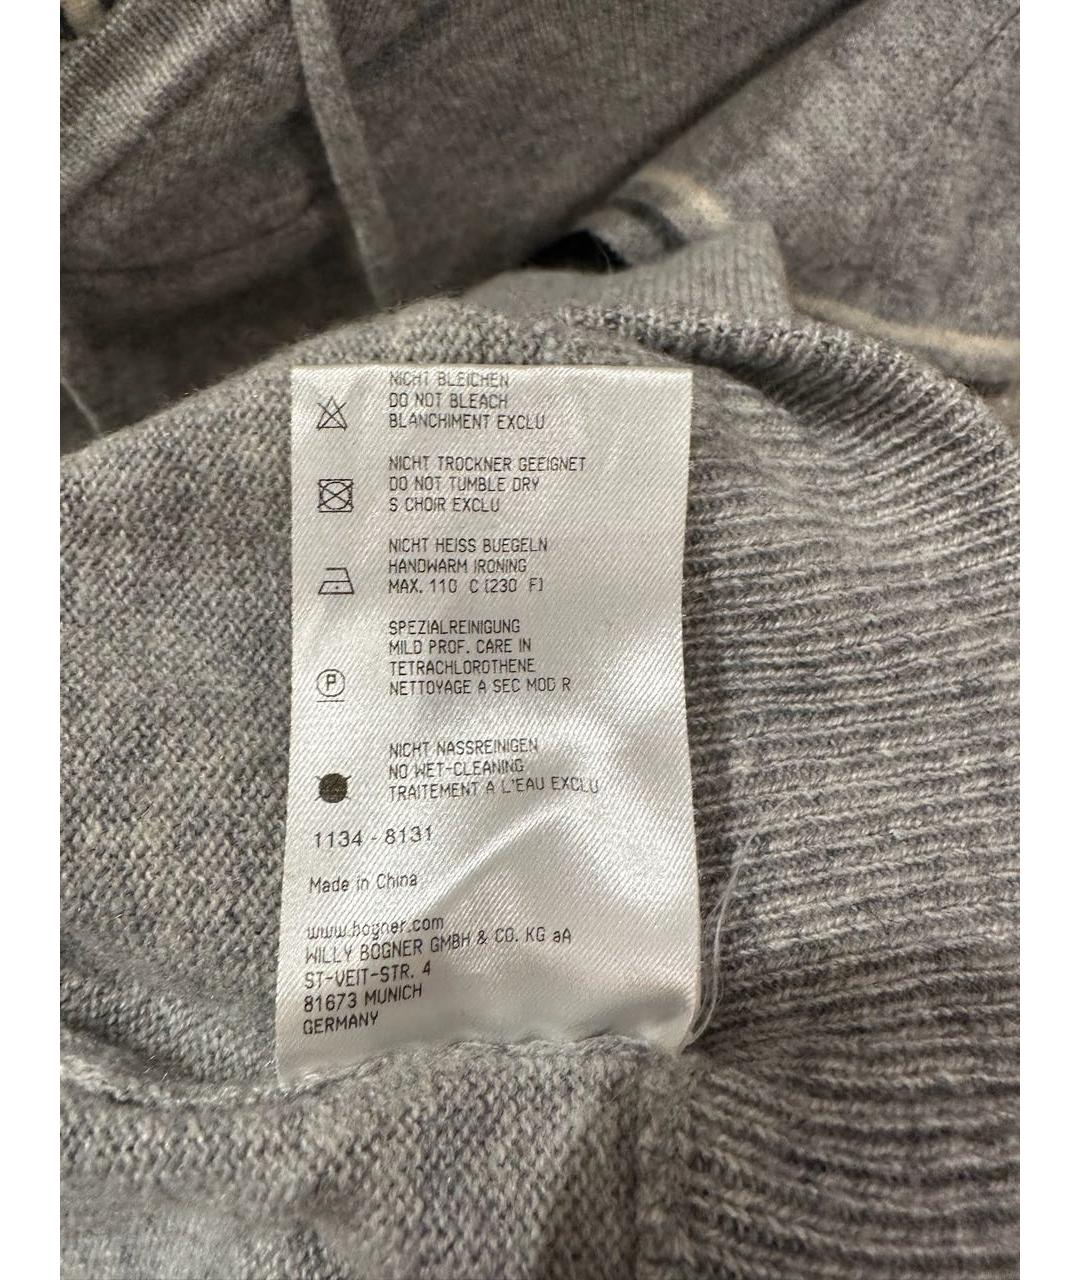 NICHT BLEICHEN
DO NOT BLEACH
BLANCHIMENT EXCLU
NICHT TROCKNER GEEIGNET
DO NOT TUMBLE DRY
S CHOIR EXCLU
NICHT HEISS BUEGELN
HANDWARM IRONING
MAX. 110 C (230 F)
SPEZIALREINIGUNG
MILD PROF. CARE IN
TETRACHLOROTHENE
P
NETTOYAGE A SEC MOD R
NICHT NASSREINIGEN
NO WET-CLEANING
TRAITEMENT A L'EAU EXCLU
1134 - 8131
Made in China
www.bogner.com
WILLY BOGNER GMBH & CO. KG aA
ST-VEIT-STR. 4
81673 MUNICH
GERMANY